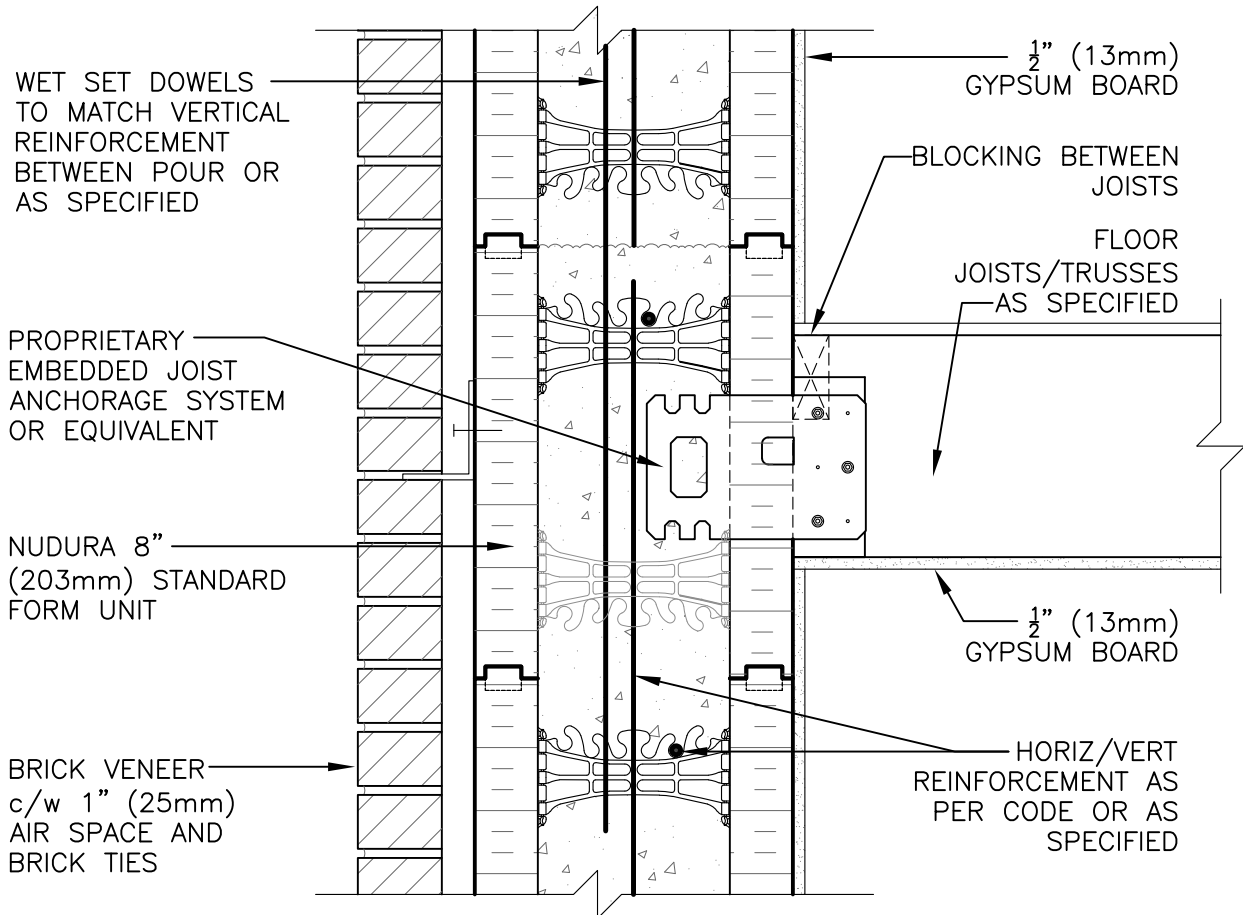 WET SET DOWELS
TO MATCH VERTICAL
REINFORCEMENT
BETWEEN POUR OR
AS SPECIFIED
PROPRIETARY
EMBEDDED JOIST
ANCHORAGE SYSTEM
OR EQUIVALENT
NUDURA 8"
(203mm) STANDARD
FORM UNIT
BRICK VENEER
c/w 1" (25mm)
AIR SPACE AND
BRICK TIES
½" (13mm)
GYPSUM BOARD
BLOCKING BETWEEN
JOISTS
FLOOR
JOISTS/TRUSSES
AS SPECIFIED
½" (13mm)
GYPSUM BOARD
HORIZ/VERT
REINFORCEMENT AS
PER CODE OR AS
SPECIFIED